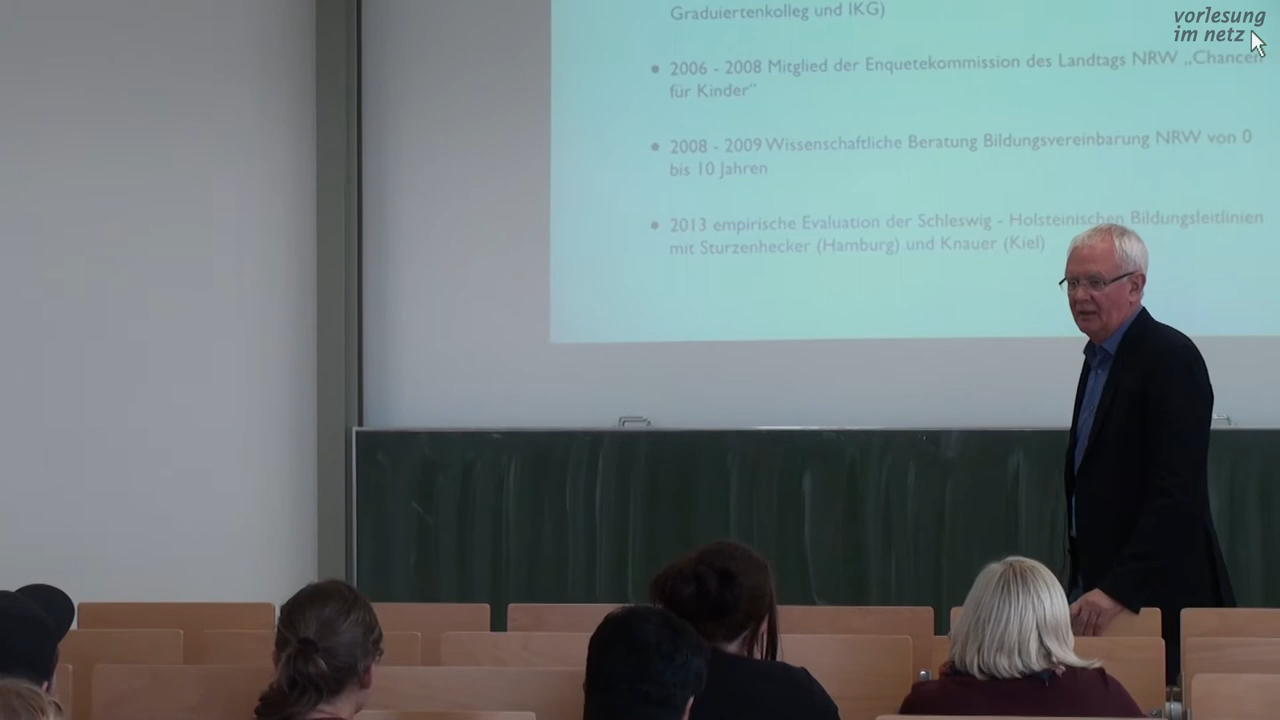 vorlesung
im netz
Graduiertenkolleg und IKG)
• 2006 - 2008 Mitglied der Enquetekommission des Landtags NRW „Chancen
für Kinder“
• 2008 - 2009 Wissenschaftliche Beratung Bildungsvereinbarung NRW von 0
bis 10 Jahren
• 2013 empirische Evaluation der Schleswig - Holsteinischen Bildungsleitlinien
mit Sturzenhecker (Hamburg) und Knauer (Kiel)